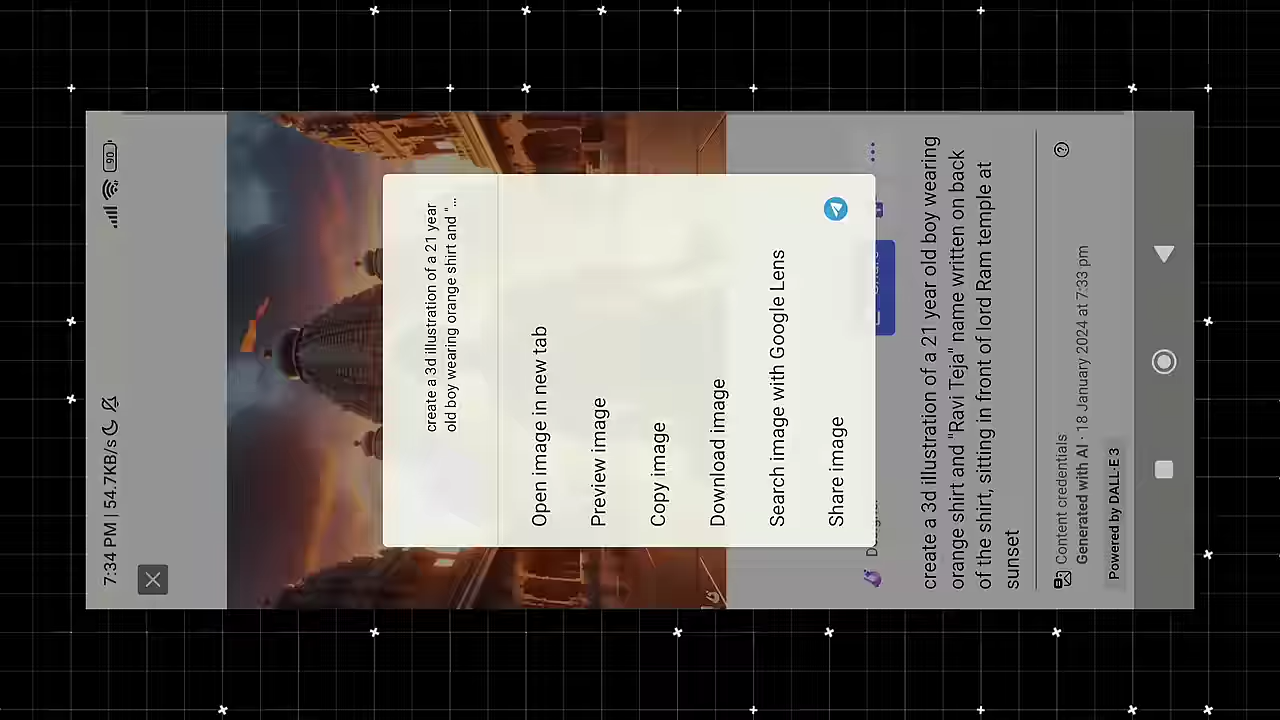 7:34 PM | 54.7KB/s
90
create a 3d illustration of a 21 year
old boy wearing orange shirt and "...
Open image in new tab
Preview image
Copy image
Download image
Search image with Google Lens
Share image
create a 3d illustration of a 21 year old boy wearing
orange shirt and "Ravi Teja" name written on back
of the shirt, sitting in front of lord Ram temple at
sunset
Content credentials
Generated with AI · 18 January 2024 at 7:33 pm
Powered by DALL·E 3